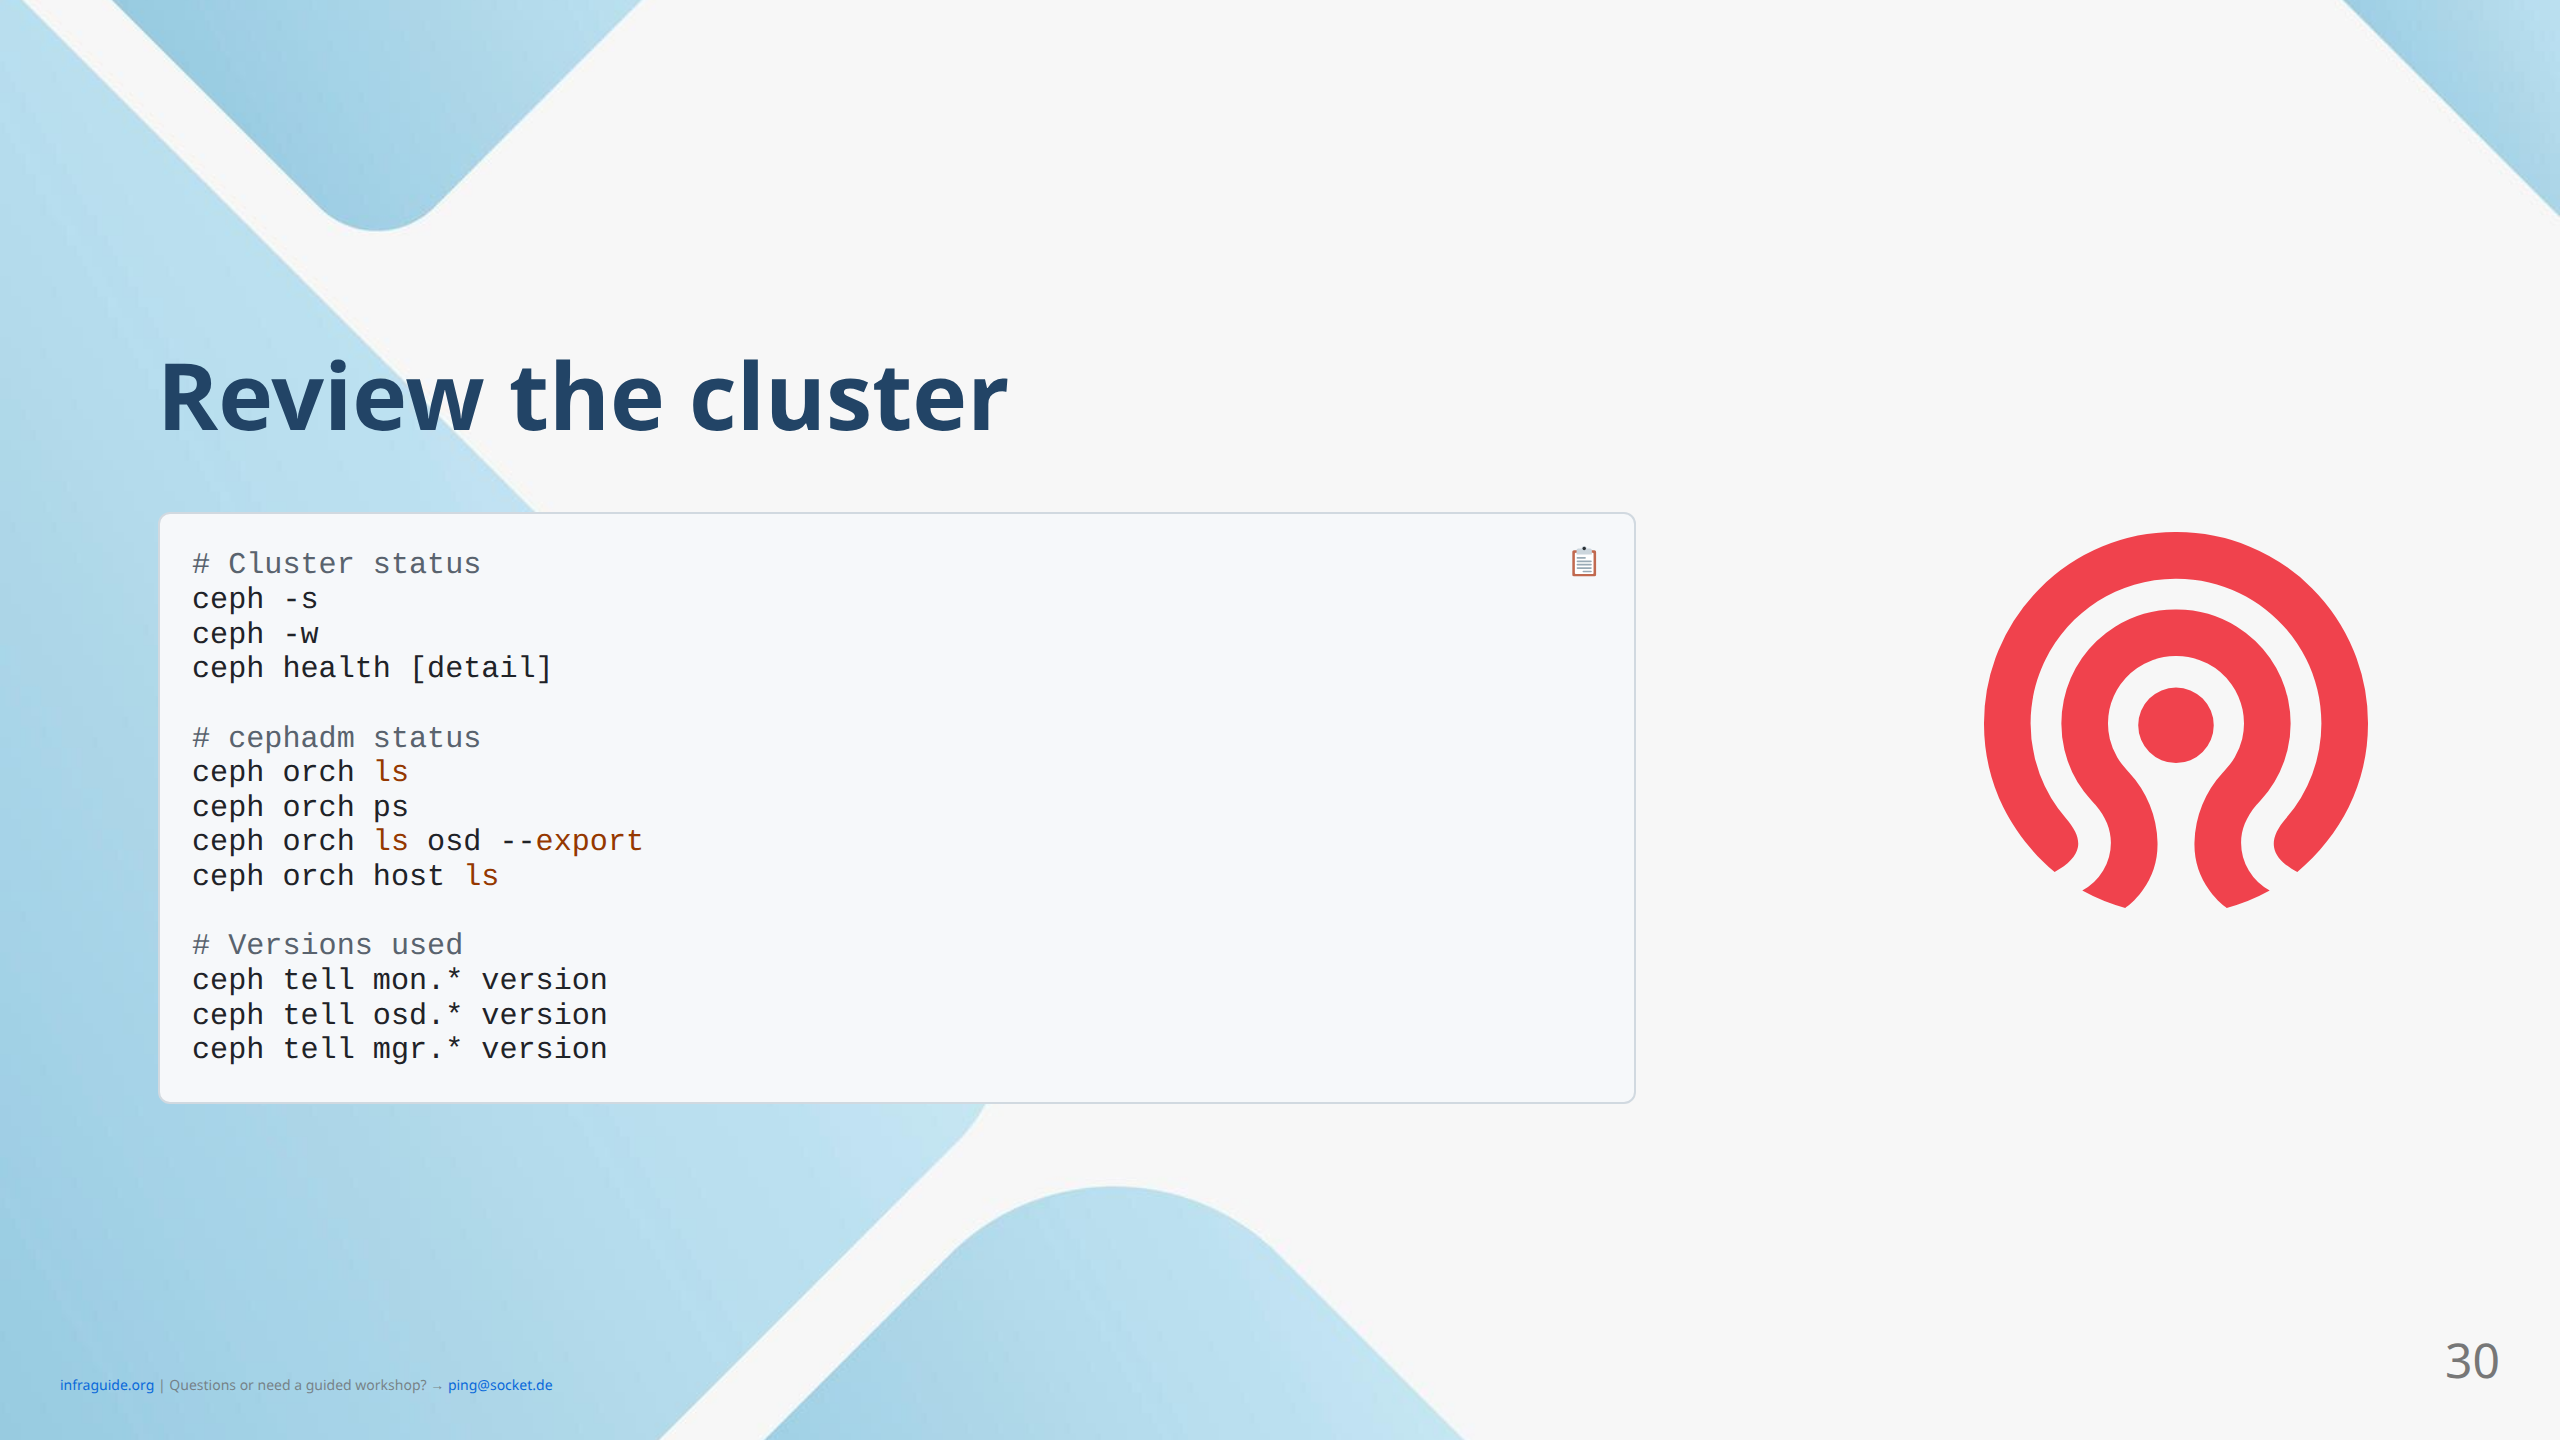 Review the cluster
# Cluster status
ceph -s
ceph -w
ceph health [detail]
# cephadm status
ceph orch ls
ceph orch ps
ceph orch ls osd --export
ceph orch host ls
# Versions used
ceph tell mon.* version
ceph tell osd.* version
ceph tell mgr.* version
infraguide.org | Questions or need a guided workshop? → ping@socket.de
30